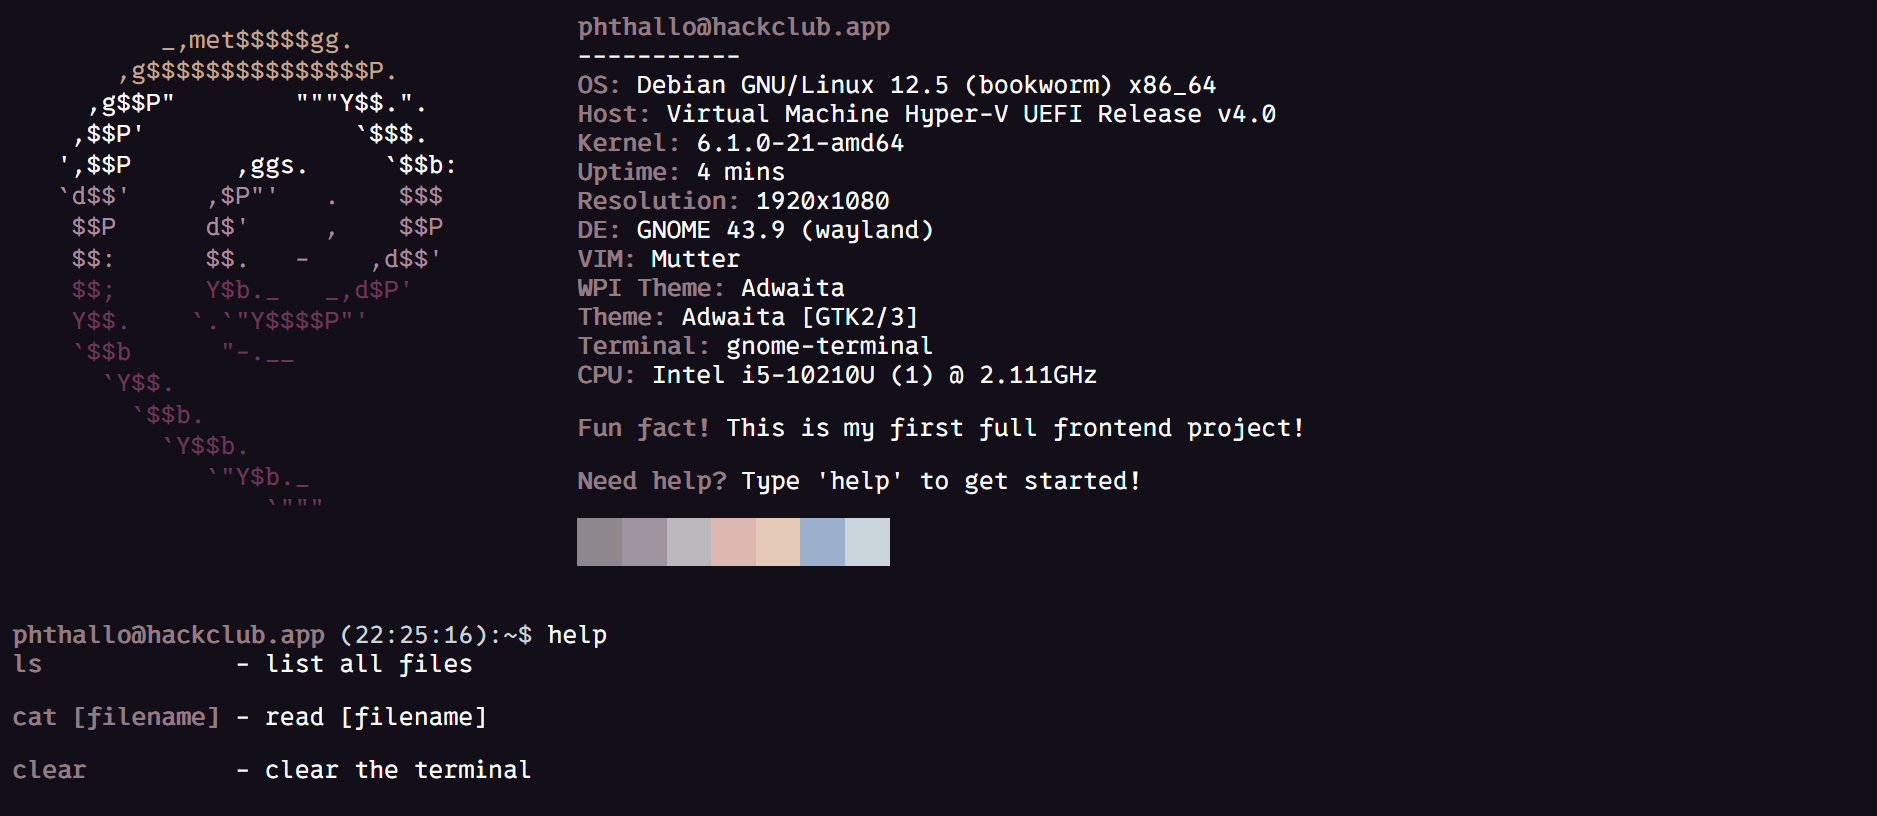 _,met$$$$$gg.
      ,g$$$$$$$$$$$$$$$P.
    ,g$$P"        """Y$$.".
   ,$$P'              `$$$.
  ',$$P       ,ggs.     `$$b:
  `d$$'     ,$P"'   .    $$$
   $$P      d$'     ,    $$P
   $$:      $$.   -    ,d$$'
   $$;      Y$b._   _,d$P'
   Y$$.    `.`"Y$$$$P"'
   `$$b      "-.__
     `Y$$.
       `$$b.
         `Y$$b.
            `"Y$b._
                `"""
phthallo@hackclub.app
-----------
OS: Debian GNU/Linux 12.5 (bookworm) x86_64
Host: Virtual Machine Hyper-V UEFI Release v4.0
Kernel: 6.1.0-21-amd64
Uptime: 4 mins
Resolution: 1920x1080
DE: GNOME 43.9 (wayland)
VIM: Mutter
WPI Theme: Adwaita
Theme: Adwaita [GTK2/3]
Terminal: gnome-terminal
CPU: Intel i5-10210U (1) @ 2.111GHz
Fun fact! This is my first full frontend project!
Need help? Type 'help' to get started!
phthallo@hackclub.app (22:25:16):~$ help
ls             - list all files
cat [filename] - read [filename]
clear          - clear the terminal